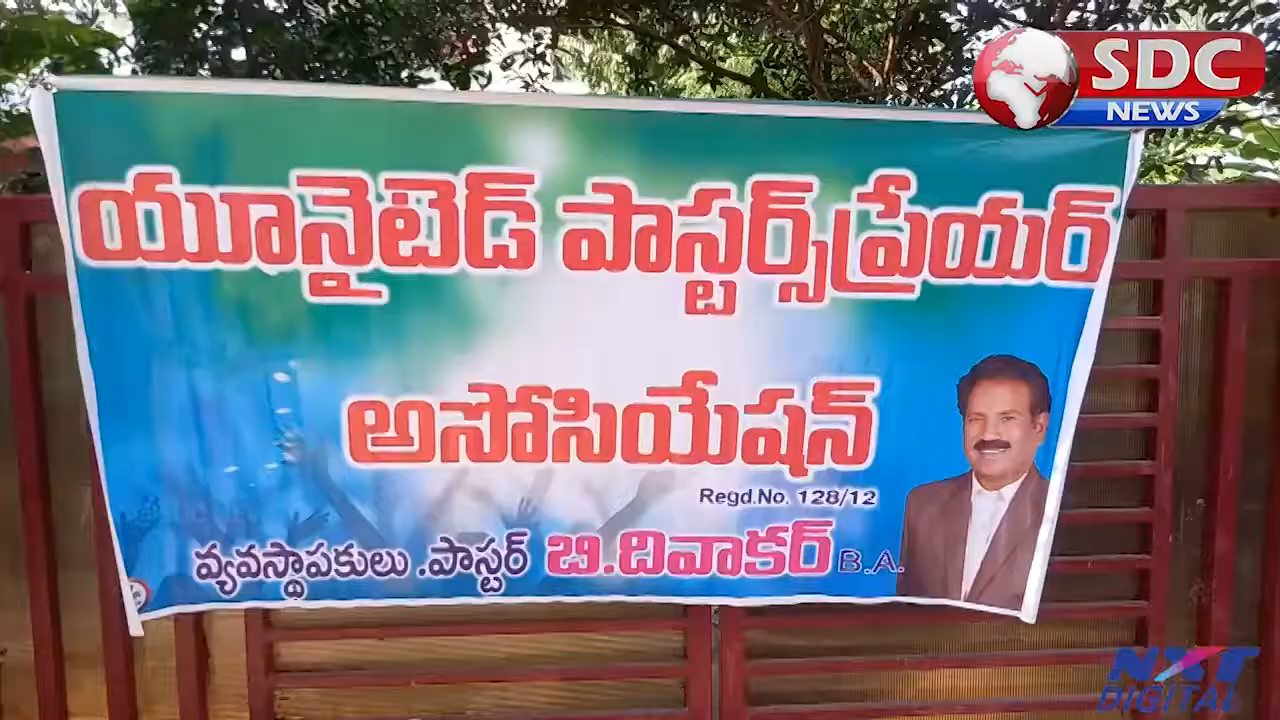 SDC
NEWS
యూనైటెడ్ పాస్టర్స్ ప్రేయర్
అసోసియేషన్
Regd.No. 128/12
వ్యవస్థాపకులు .పాస్టర్ బి.దివాకర్ B.A.
NXT
DIGITAL